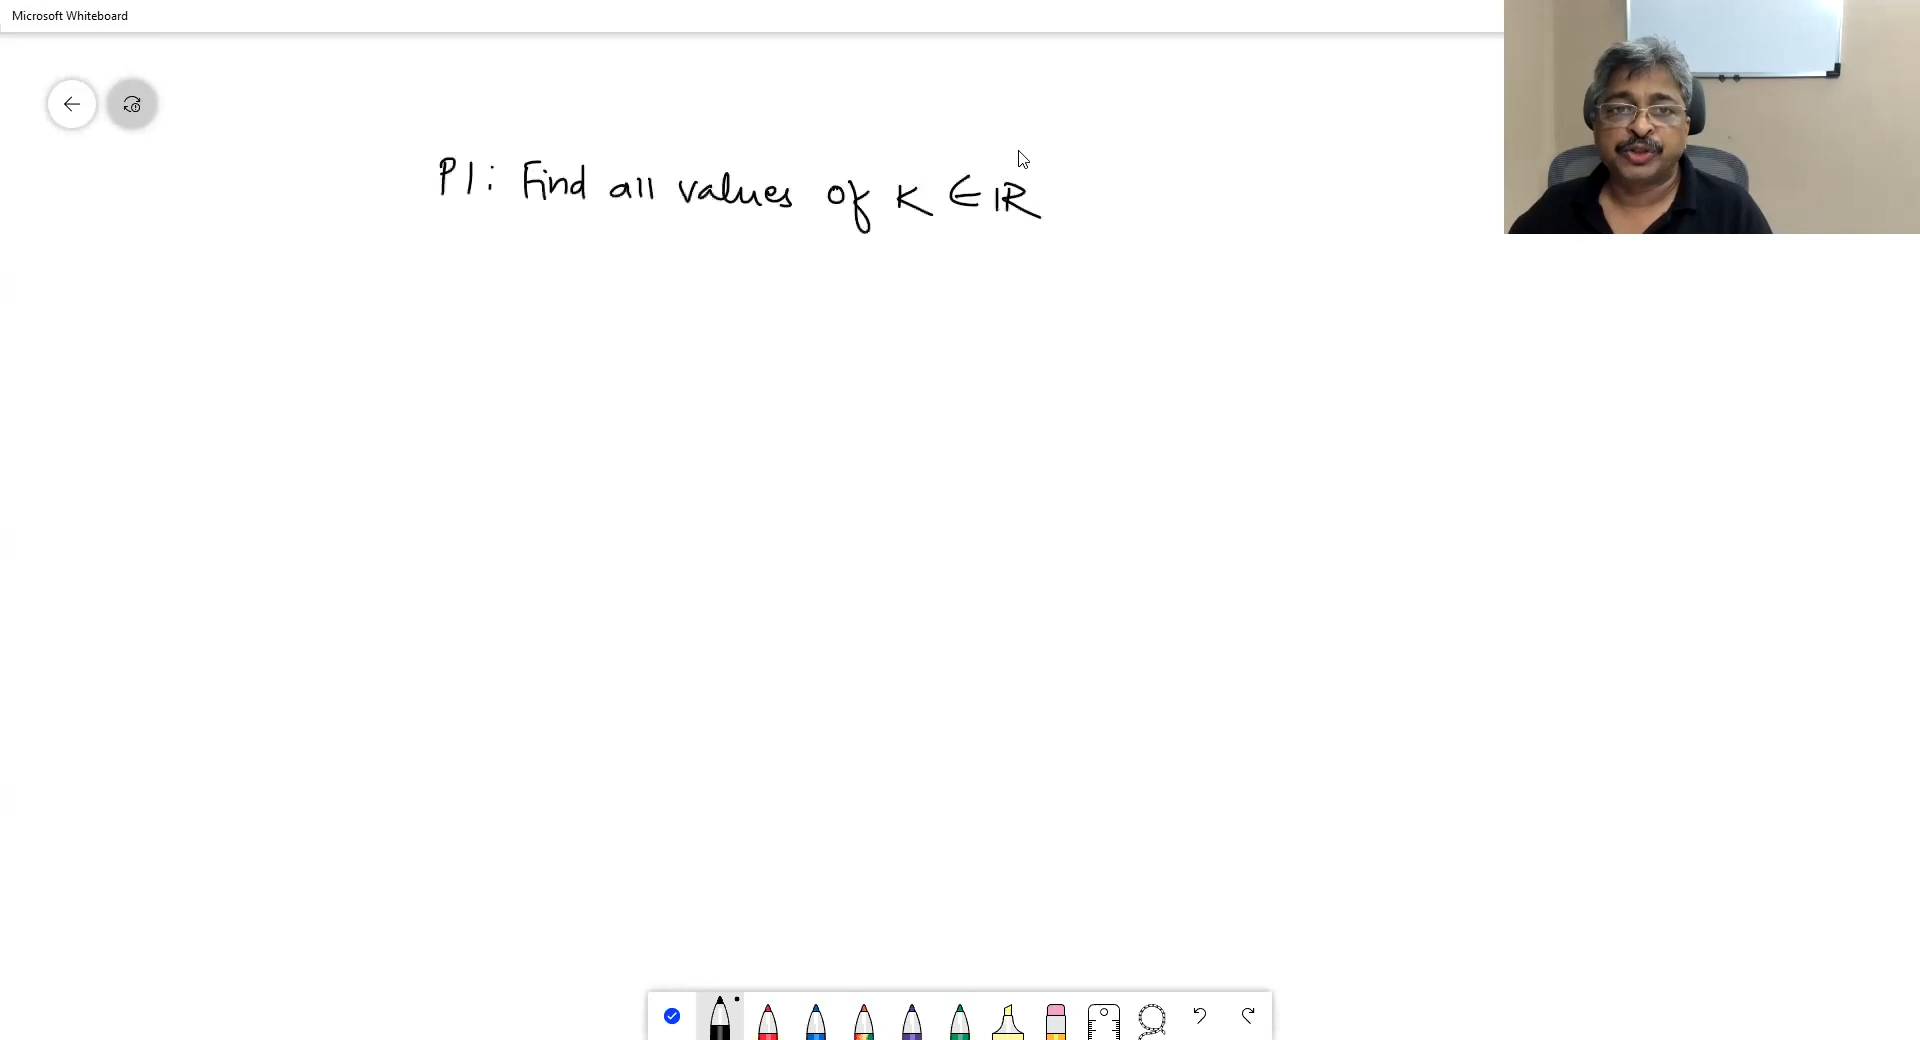 Microsoft Whiteboard
P1: Find all values of K ∈ ℝ